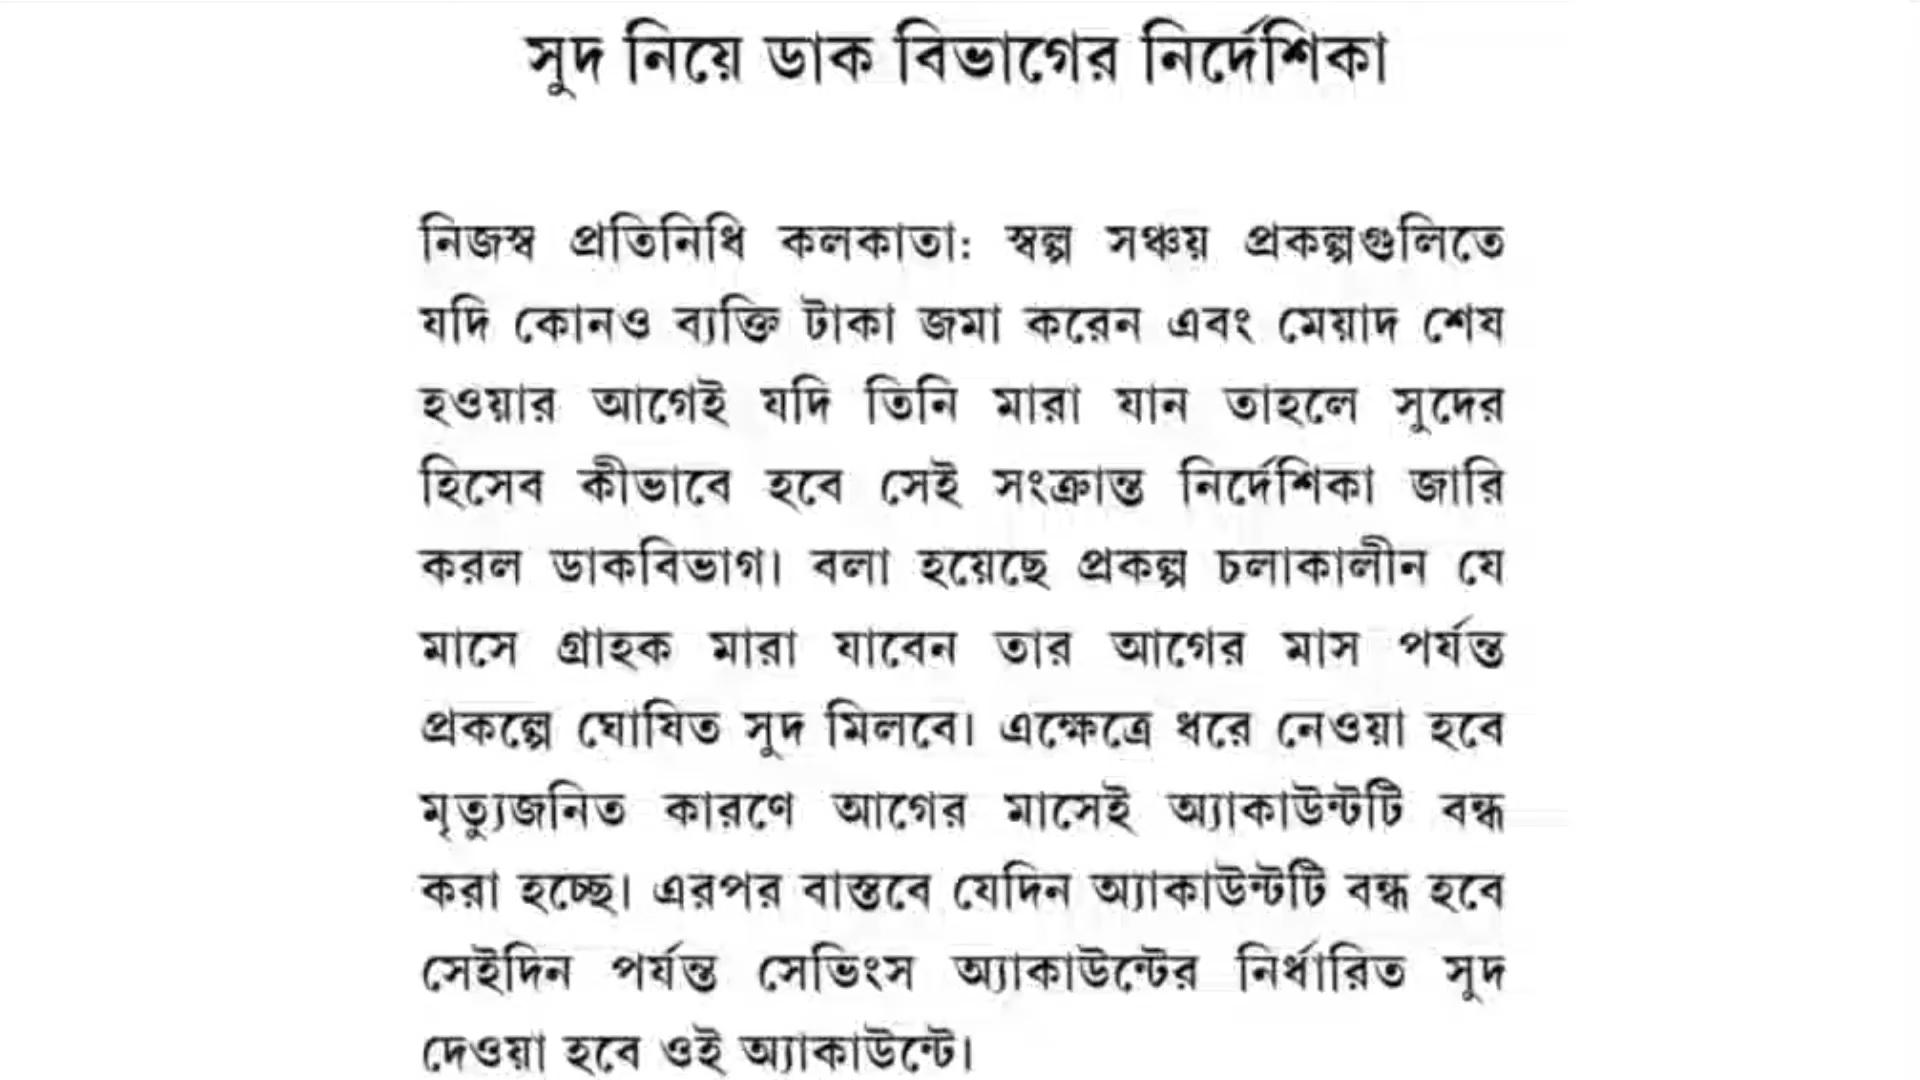 সুদ নিয়ে ডাক বিভাগের নির্দেশিকা
নিজস্ব প্রতিনিধি কলকাতা: স্বল্প সঞ্চয় প্রকল্পগুলিতে
যদি কোনও ব্যক্তি টাকা জমা করেন এবং মেয়াদ শেষ
হওয়ার আগেই যদি তিনি মারা যান তাহলে সুদের
হিসেব কীভাবে হবে সেই সংক্রান্ত নির্দেশিকা জারি
করল ডাকবিভাগ। বলা হয়েছে প্রকল্প চলাকালীন যে
মাসে গ্রাহক মারা যাবেন তার আগের মাস পর্যন্ত
প্রকল্পে ঘোষিত সুদ মিলবে। এক্ষেত্রে ধরে নেওয়া হবে
মৃত্যুজনিত কারণে আগের মাসেই অ্যাকাউন্টটি বন্ধ
করা হচ্ছে। এরপর বাস্তবে যেদিন অ্যাকাউন্টটি বন্ধ হবে
সেইদিন পর্যন্ত সেভিংস অ্যাকাউন্টের নির্ধারিত সুদ
দেওয়া হবে ওই অ্যাকাউন্টে।